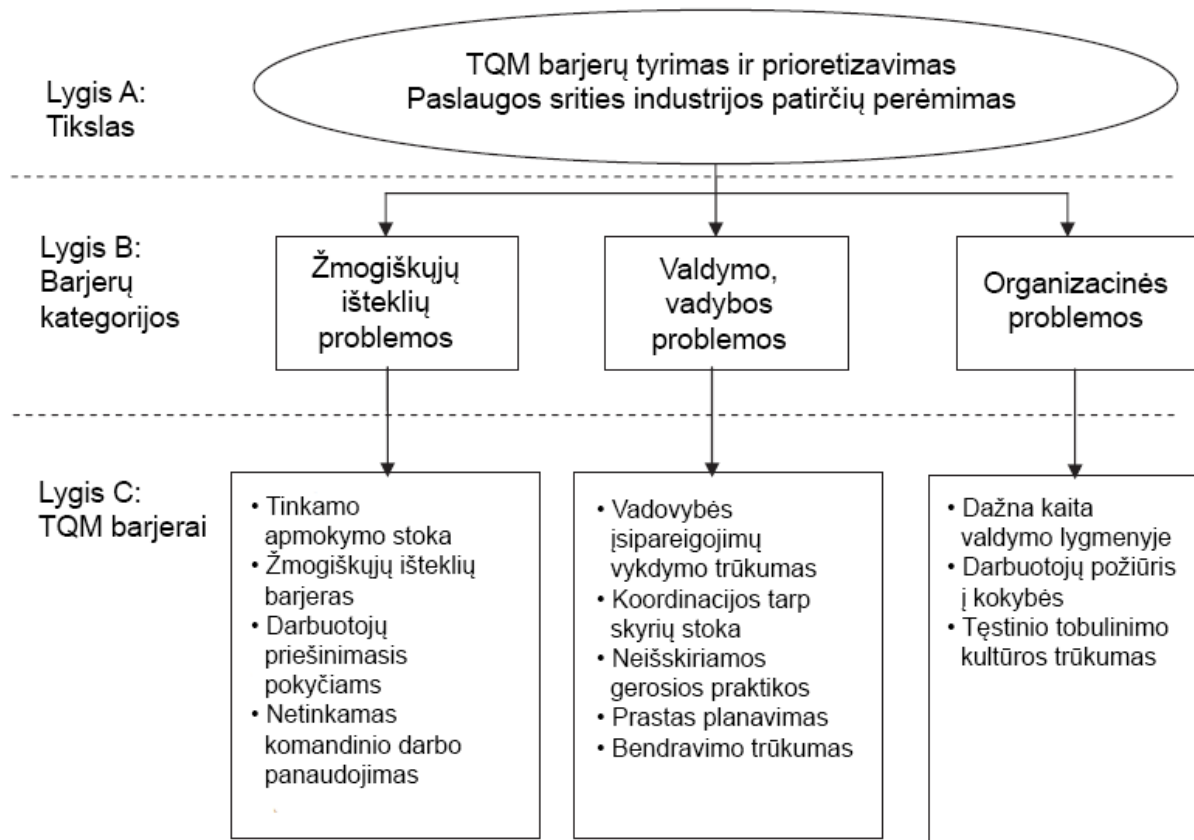 Lygis A:
Tikslas
TQM barjerų tyrimas ir prioretizavimas
Paslaugos srities industrijos patirčių perėmimas
Lygis B:
Barjerų
kategorijos
Žmogiškųjų
išteklių
problemos
Valdymo,
vadybos
problemos
Organizacinės
problemos
Lygis C:
TQM barjerai
• Tinkamo
apmokymo stoka
• Žmogiškųjų išteklių
barjeras
• Darbuotojų
priešinimasis
pokyčiams
• Netinkamas
komandinio darbo
panaudojimas
• Vadovybės
įsipareigojimų
vykdymo trūkumas
• Koordinacijos tarp
skyrių stoka
• Neišskiriamos
gerosios praktikos
• Prastas planavimas
• Bendravimo trūkumas
• Dažna kaita
valdymo lygmenyje
• Darbuotojų požiūris
į kokybės
• Tęstinio tobulinimo
kultūros trūkumas